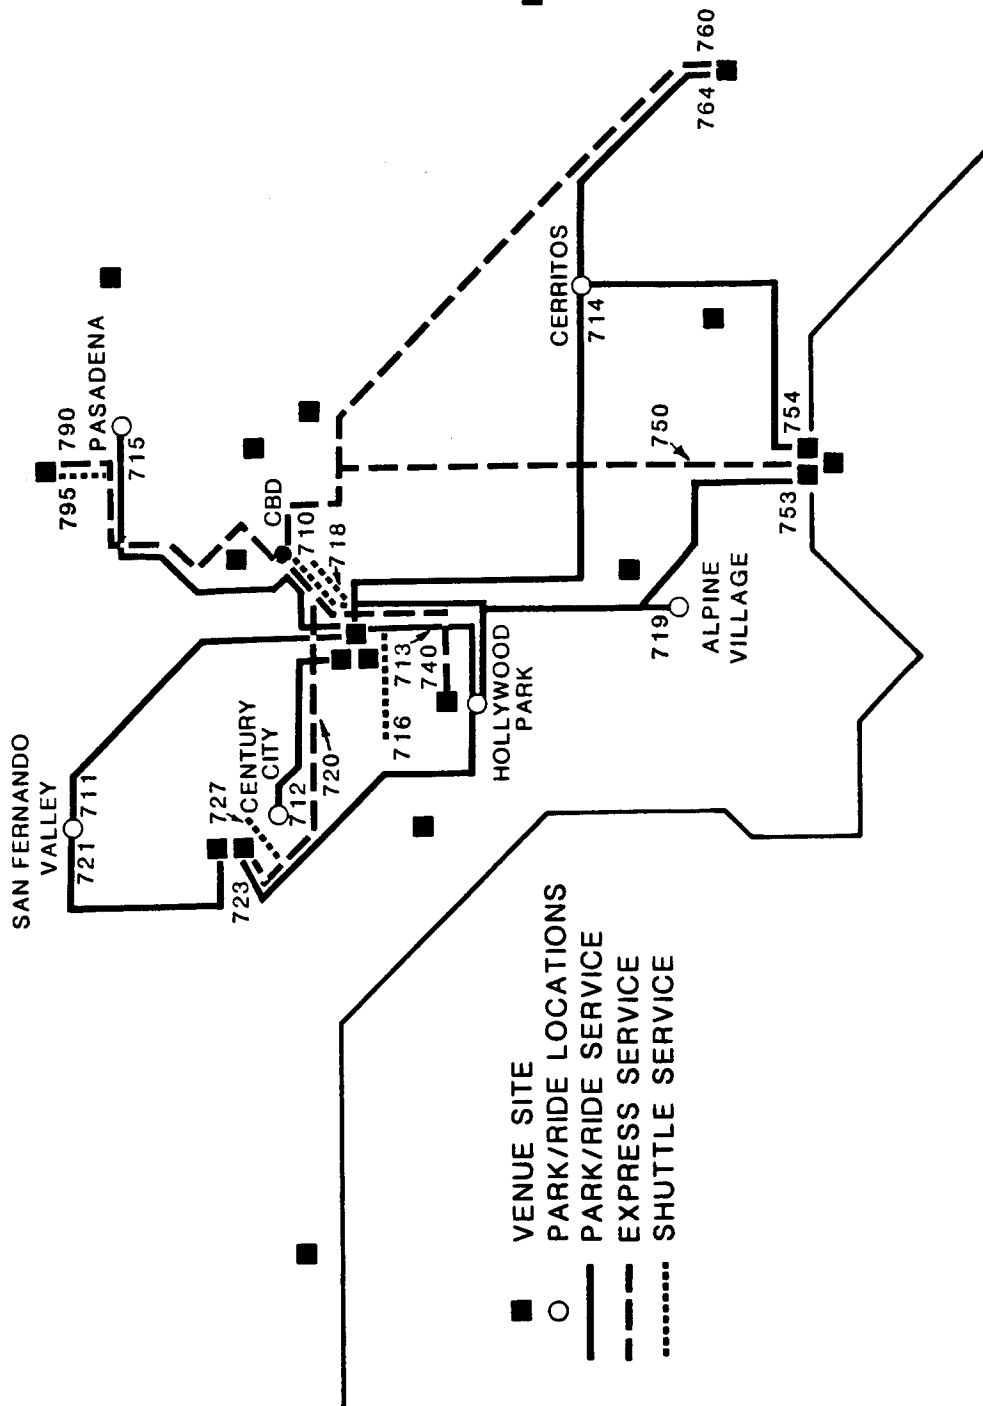 SAN FERNANDO
VALLEY
721
711
723
727
CENTURY
CITY
712
720
716
713
740
HOLLYWOOD
PARK
CBD
710
718
795
790
PASADENA
715
719
ALPINE
VILLAGE
750
753
754
CERRITOS
714
764
760
VENUE SITE
PARK/RIDE LOCATIONS
PARK/RIDE SERVICE
EXPRESS SERVICE
SHUTTLE SERVICE